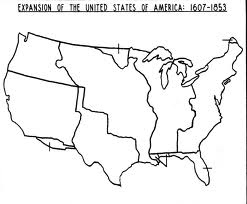 EXPANSION OF THE UNITED STATES OF AMERICA: 1607-1853